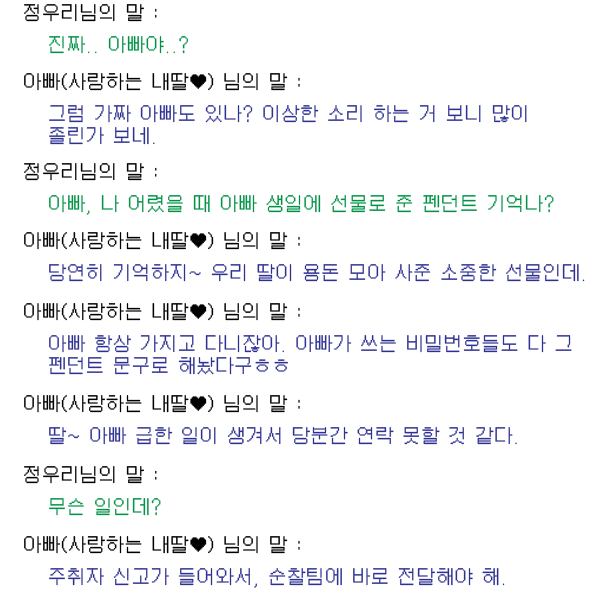 정우리님의 말 :
진짜.. 아빠야..?
아빠(사랑하는 내딸♥) 님의 말 :
그럼 가짜 아빠도 있나? 이상한 소리 하는 거 보니 많이
졸린가 보네.
정우리님의 말 :
아빠, 나 어렸을 때 아빠 생일에 선물로 준 펜던트 기억나?
아빠(사랑하는 내딸♥) 님의 말 :
당연히 기억하지~ 우리 딸이 용돈 모아 사준 소중한 선물인데.
아빠(사랑하는 내딸♥) 님의 말 :
아빠 항상 가지고 다니잖아. 아빠가 쓰는 비밀번호들도 다 그
펜던트 문구로 해놨다구ㅎㅎ
아빠(사랑하는 내딸♥) 님의 말 :
딸~ 아빠 급한 일이 생겨서 당분간 연락 못할 것 같다.
정우리님의 말 :
무슨 일인데?
아빠(사랑하는 내딸♥) 님의 말 :
주취자 신고가 들어와서, 순찰팀에 바로 전달해야 해.